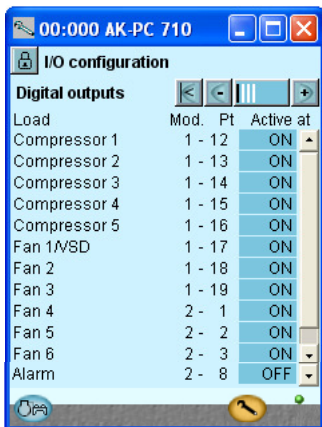 00:000 AK-PC 710
I/O configuration
Digital outputs
Load Mod. Pt Active at
Compressor 1 1 - 12 ON
Compressor 2 1 - 13 ON
Compressor 3 1 - 14 ON
Compressor 4 1 - 15 ON
Compressor 5 1 - 16 ON
Fan 1/VSD 1 - 17 ON
Fan 2 1 - 18 ON
Fan 3 1 - 19 ON
Fan 4 2 - 1 ON
Fan 5 2 - 2 ON
Fan 6 2 - 3 ON
Alarm 2 - 8 OFF